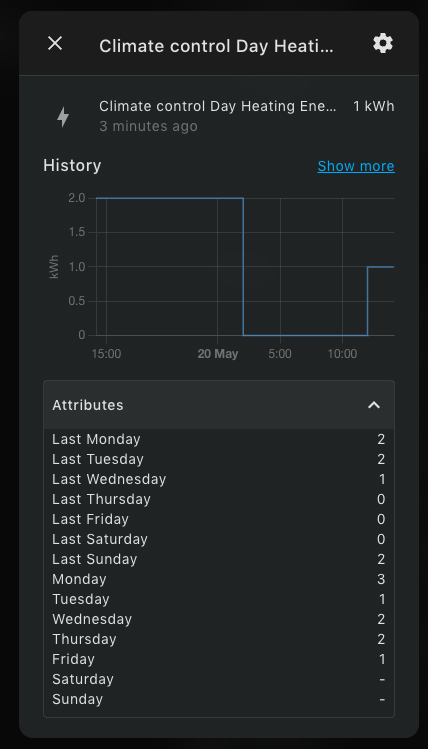 Climate control Day Heati...
Climate control Day Heating Ene... 1 kWh
3 minutes ago
History Show more
kWh
2.0
1.5
1.0
0.5
0
15:00 20 May 5:00 10:00
Attributes
Last Monday 2
Last Tuesday 2
Last Wednesday 1
Last Thursday 0
Last Friday 0
Last Saturday 0
Last Sunday 2
Monday 3
Tuesday 1
Wednesday 2
Thursday 2
Friday 1
Saturday -
Sunday -